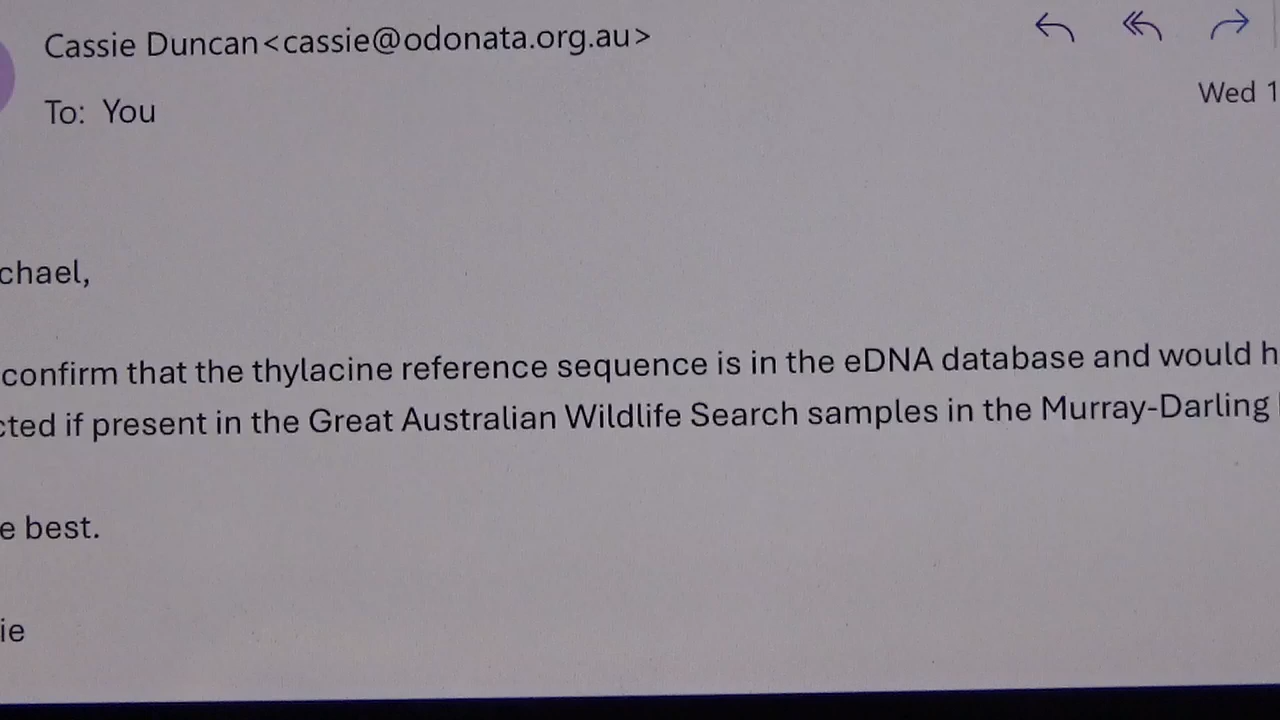 Cassie Duncan<cassie@odonata.org.au>
To: You
Wed 1
chael,
confirm that the thylacine reference sequence is in the eDNA database and would h
cted if present in the Great Australian Wildlife Search samples in the Murray-Darling
e best.
ie